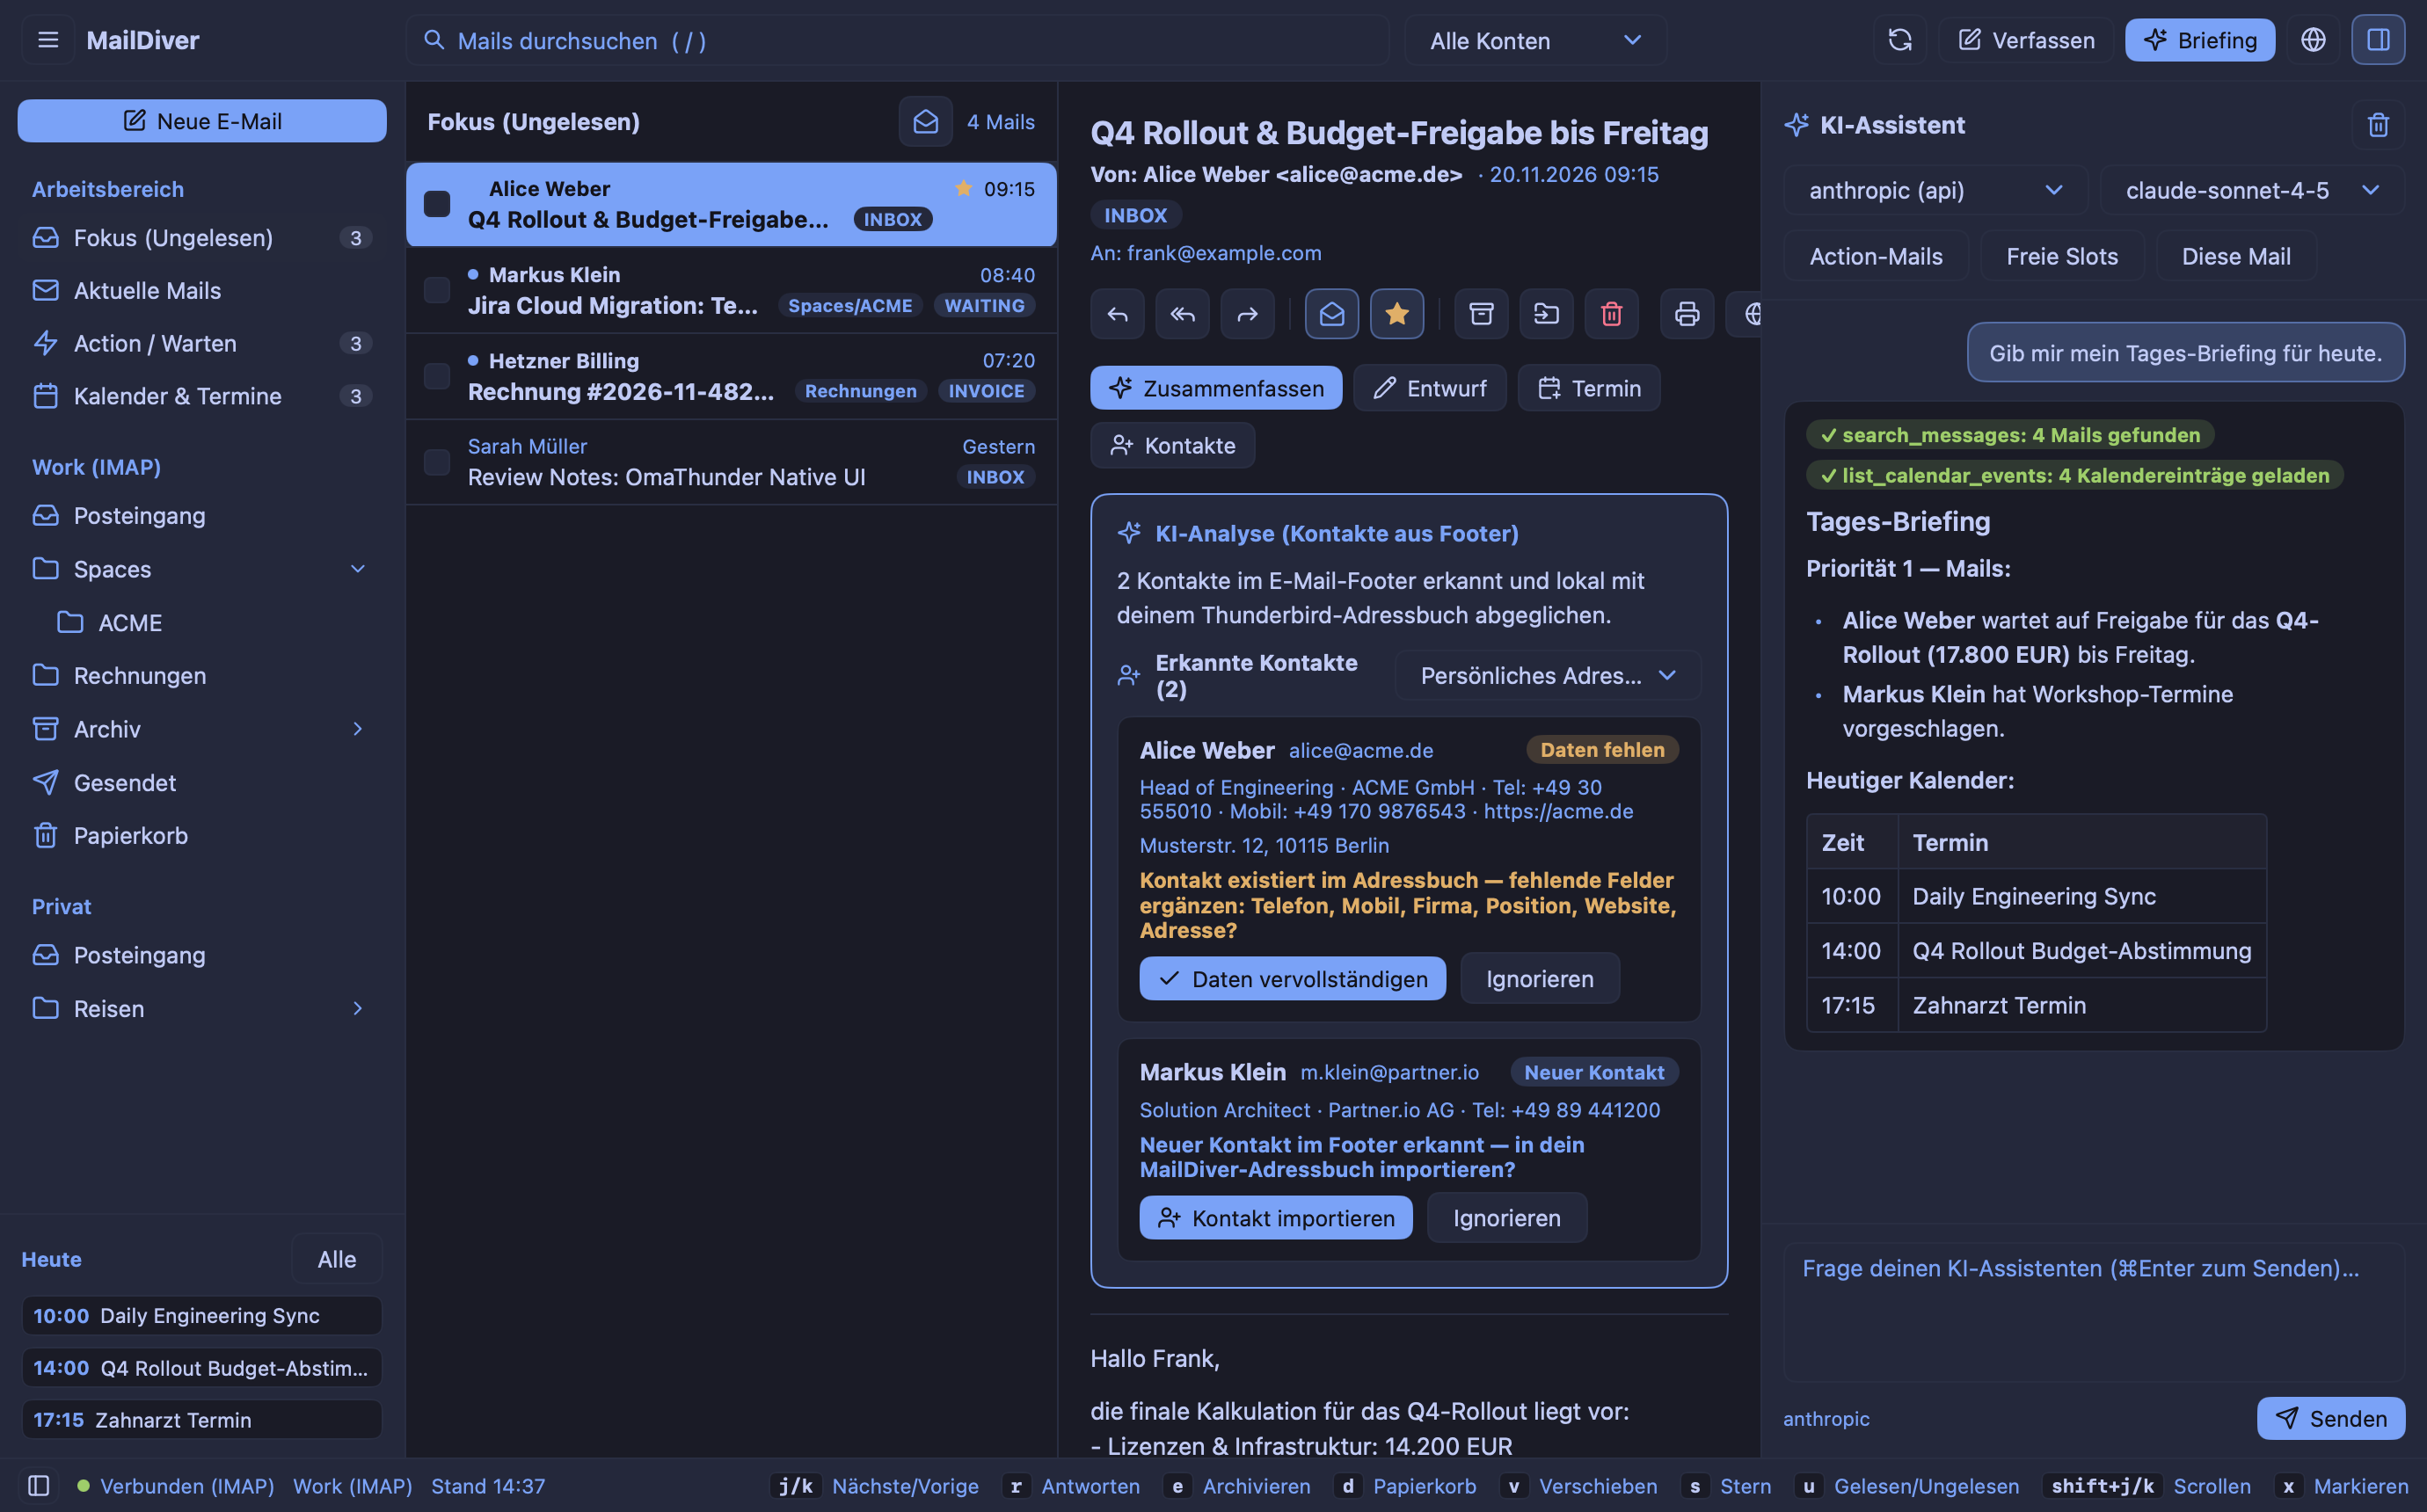 MailDiver
Mails durchsuchen ( / )
Alle Konten
Verfassen
Briefing
Neue E-Mail
Arbeitsbereich
Fokus (Ungelesen) 3
Aktuelle Mails
Action / Warten 3
Kalender & Termine 3
Work (IMAP)
Posteingang
Spaces
ACME
Rechnungen
Archiv
Gesendet
Papierkorb
Privat
Posteingang
Reisen
Heute
Alle
10:00 Daily Engineering Sync
14:00 Q4 Rollout Budget-Abstim...
17:15 Zahnarzt Termin
Fokus (Ungelesen) 4 Mails
Alice Weber 09:15
Q4 Rollout & Budget-Freigabe... INBOX
Markus Klein 08:40
Jira Cloud Migration: Te... Spaces/ACME WAITING
Hetzner Billing 07:20
Rechnung #2026-11-482... Rechnungen INVOICE
Sarah Müller Gestern
Review Notes: OmaThunder Native UI INBOX
Q4 Rollout & Budget-Freigabe bis Freitag
Von: Alice Weber <alice@acme.de> · 20.11.2026 09:15
INBOX
An: frank@example.com
Zusammenfassen
Entwurf
Termin
Kontakte
KI-Analyse (Kontakte aus Footer)
2 Kontakte im E-Mail-Footer erkannt und lokal mit
deinem Thunderbird-Adressbuch abgeglichen.
Erkannte Kontakte
(2)
Persönliches Adres...
Alice Weber alice@acme.de Daten fehlen
Head of Engineering · ACME GmbH · Tel: +49 30
555010 · Mobil: +49 170 9876543 · https://acme.de
Musterstr. 12, 10115 Berlin
Kontakt existiert im Adressbuch — fehlende Felder
ergänzen: Telefon, Mobil, Firma, Position, Website,
Adresse?
Daten vervollständigen
Ignorieren
Markus Klein m.klein@partner.io Neuer Kontakt
Solution Architect · Partner.io AG · Tel: +49 89 441200
Neuer Kontakt im Footer erkannt — in dein
MailDiver-Adressbuch importieren?
Kontakt importieren
Ignorieren
Hallo Frank,
die finale Kalkulation für das Q4-Rollout liegt vor:
- Lizenzen & Infrastruktur: 14.200 EUR
KI-Assistent
anthropic (api)
claude-sonnet-4-5
Action-Mails
Freie Slots
Diese Mail
Gib mir mein Tages-Briefing für heute.
✓ search_messages: 4 Mails gefunden
✓ list_calendar_events: 4 Kalendereinträge geladen
Tages-Briefing
Priorität 1 — Mails:
• Alice Weber wartet auf Freigabe für das Q4-
Rollout (17.800 EUR) bis Freitag.
• Markus Klein hat Workshop-Termine
vorgeschlagen.
Heutiger Kalender:
Zeit Termin
10:00 Daily Engineering Sync
14:00 Q4 Rollout Budget-Abstimmung
17:15 Zahnarzt Termin
Frage deinen KI-Assistenten (⌘Enter zum Senden)...
anthropic
Senden
Verbunden (IMAP) Work (IMAP) Stand 14:37
j/k Nächste/Vorige r Antworten e Archivieren d Papierkorb v Verschieben s Stern u Gelesen/Ungelesen shift+j/k Scrollen x Markieren